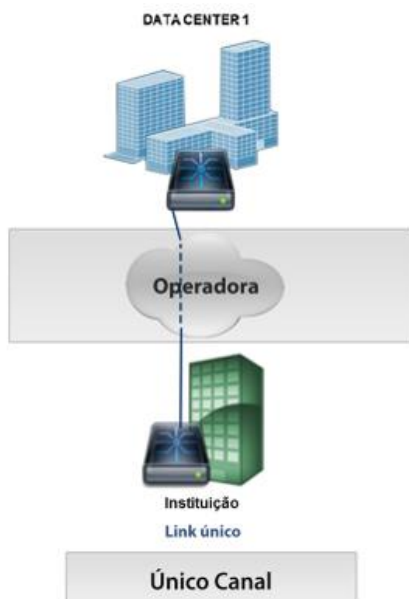 DATA CENTER 1
Operadora
Instituição
Link único
Único Canal